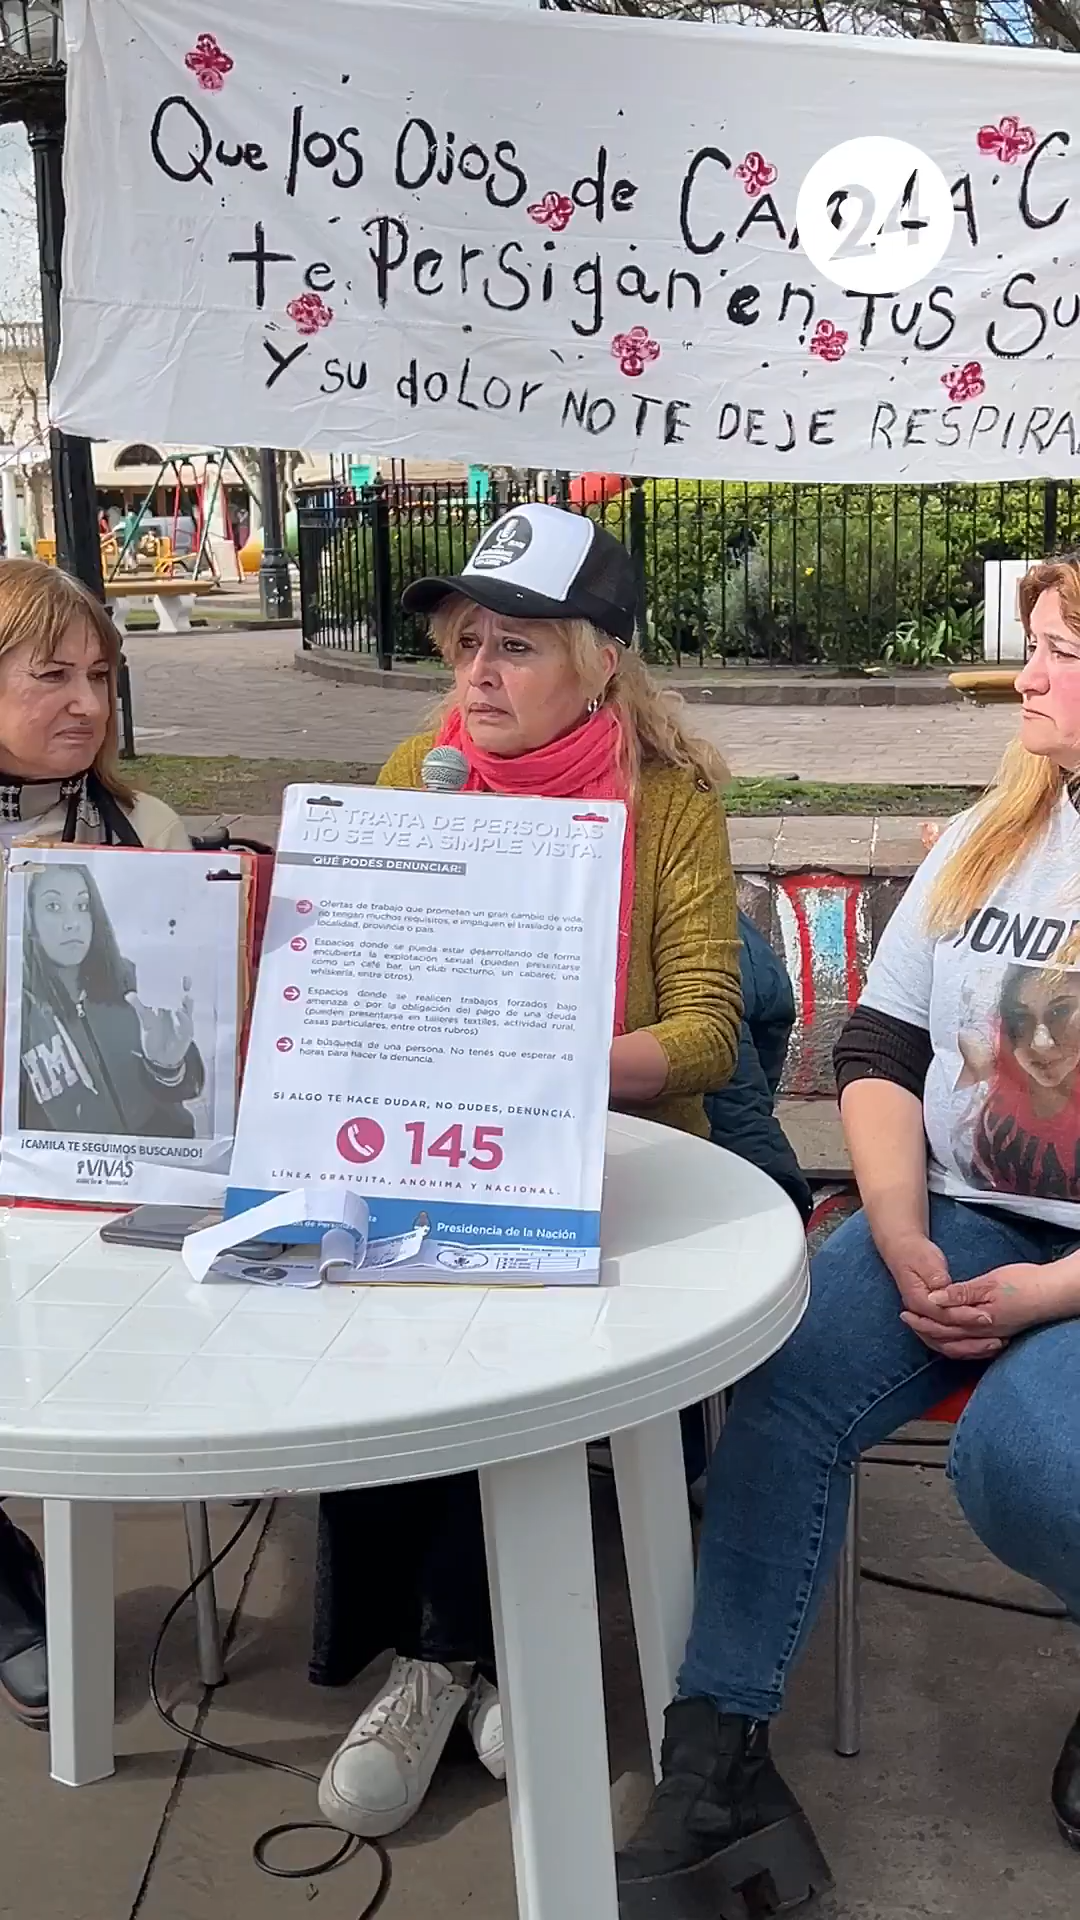 Que los Ojos de CAMILA C
te Persigan en TUS Su
Y su doLor NO TE DEJE RESPIRA
24
LA TRATA DE PERSONAS
NO SE VE A SIMPLE VISTA.
QUÉ PODÉS DENUNCIAR:
Ofertas de trabajo que prometan un gran cambio de vida,
no tengan muchos requisitos, e impliquen el traslado a otra
localidad, provincia o país.
Espacios donde se pueda estar desarrollando de forma
encubierta la explotación sexual (pueden presentarse
como un café bar, un club nocturno, un cabaret, una
whiskería, entre otros).
Espacios donde se realicen trabajos forzados bajo
amenaza o por la obligación del pago de una deuda
(pueden presentarse en talleres textiles, actividad rural,
casas particulares, entre otros rubros)
La búsqueda de una persona. No tenés que esperar 48
horas para hacer la denuncia.
SI ALGO TE HACE DUDAR, NO DUDES, DENUNCIÁ.
145
LÍNEA GRATUITA, ANÓNIMA Y NACIONAL.
Presidencia de la Nación
HM
¡CAMILA TE SEGUIMOS BUSCANDO!
VIVAS
OND